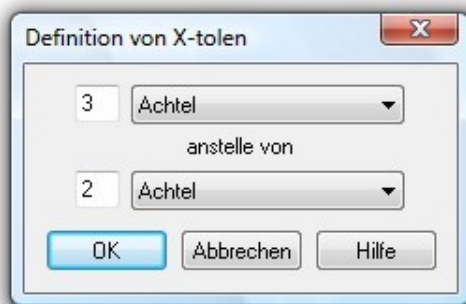 Definition von X-tolen
3 Achtel
anstelle von
2 Achtel
OK Abbrechen Hilfe